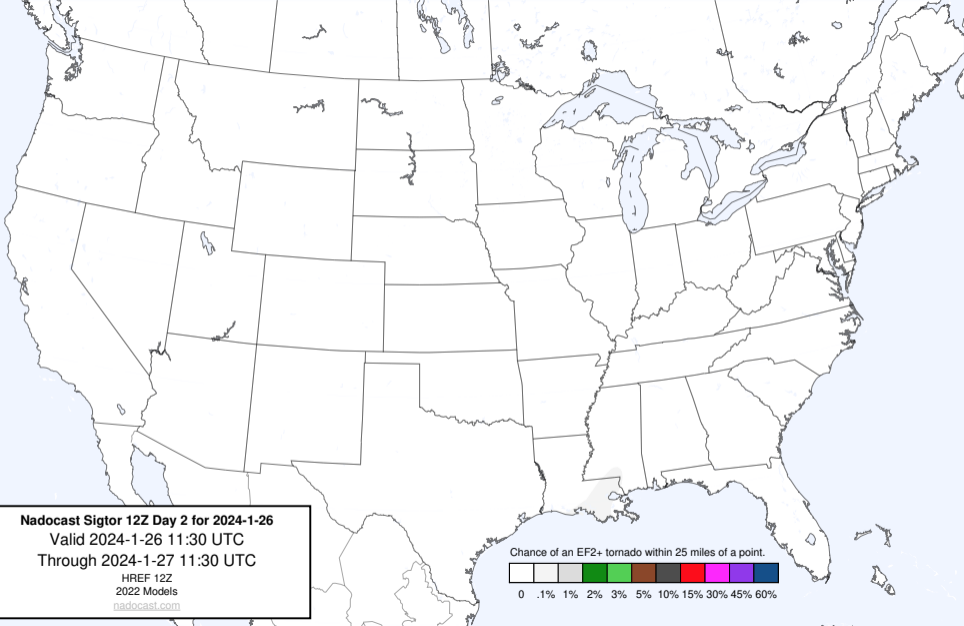 Nadocast Sigtor 12Z Day 2 for 2024-1-26
Valid 2024-1-26 11:30 UTC
Through 2024-1-27 11:30 UTC
HREF 12Z
2022 Models
nadocast.com
Chance of an EF2+ tornado within 25 miles of a point.
0 .1% 1% 2% 3% 5% 10% 15% 30% 45% 60%